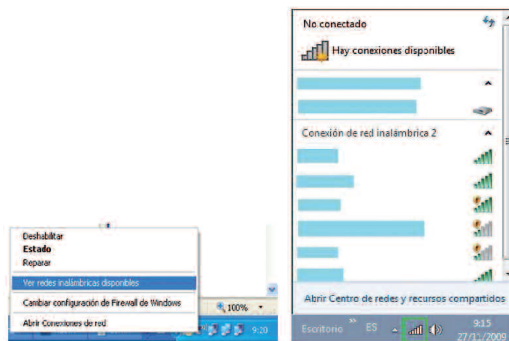 Deshabilitar
Estado
Reparar
Ver redes inalámbricas disponibles
Cambiar configuración de Firewall de Windows
Abrir Conexiones de red
100%
9:20
No conectado
Hay conexiones disponibles
Conexión de red inalámbrica 2
Abrir Centro de redes y recursos compartidos
Escritorio » ES 9:15
27/11/2009